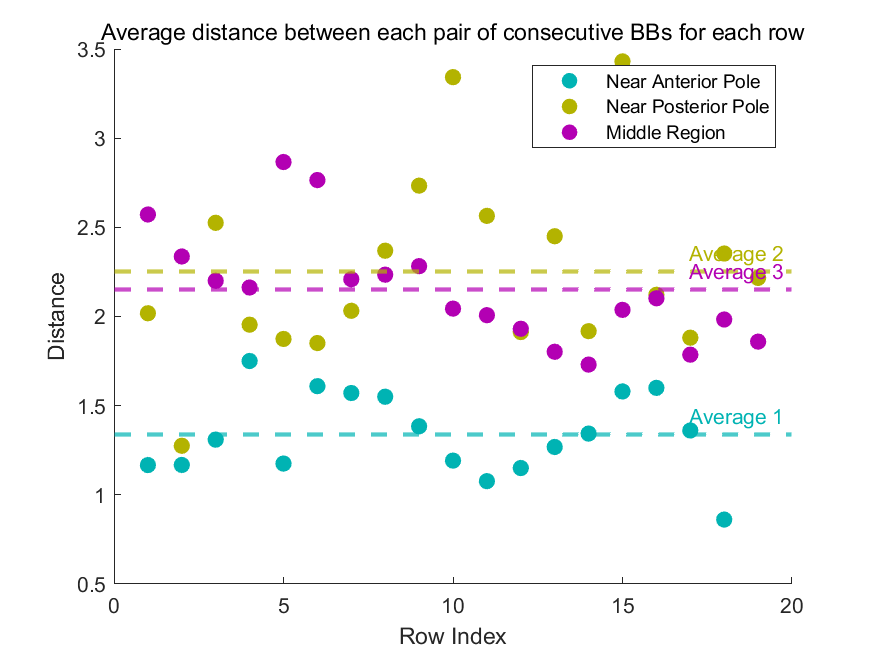 Average distance between each pair of consecutive BBs for each row
3.5
3
2.5
2
1.5
1
0.5
Distance
Near Anterior Pole
Near Posterior Pole
Middle Region
Average 2
Average 3
Average 1
0
5
10
15
20
Row Index